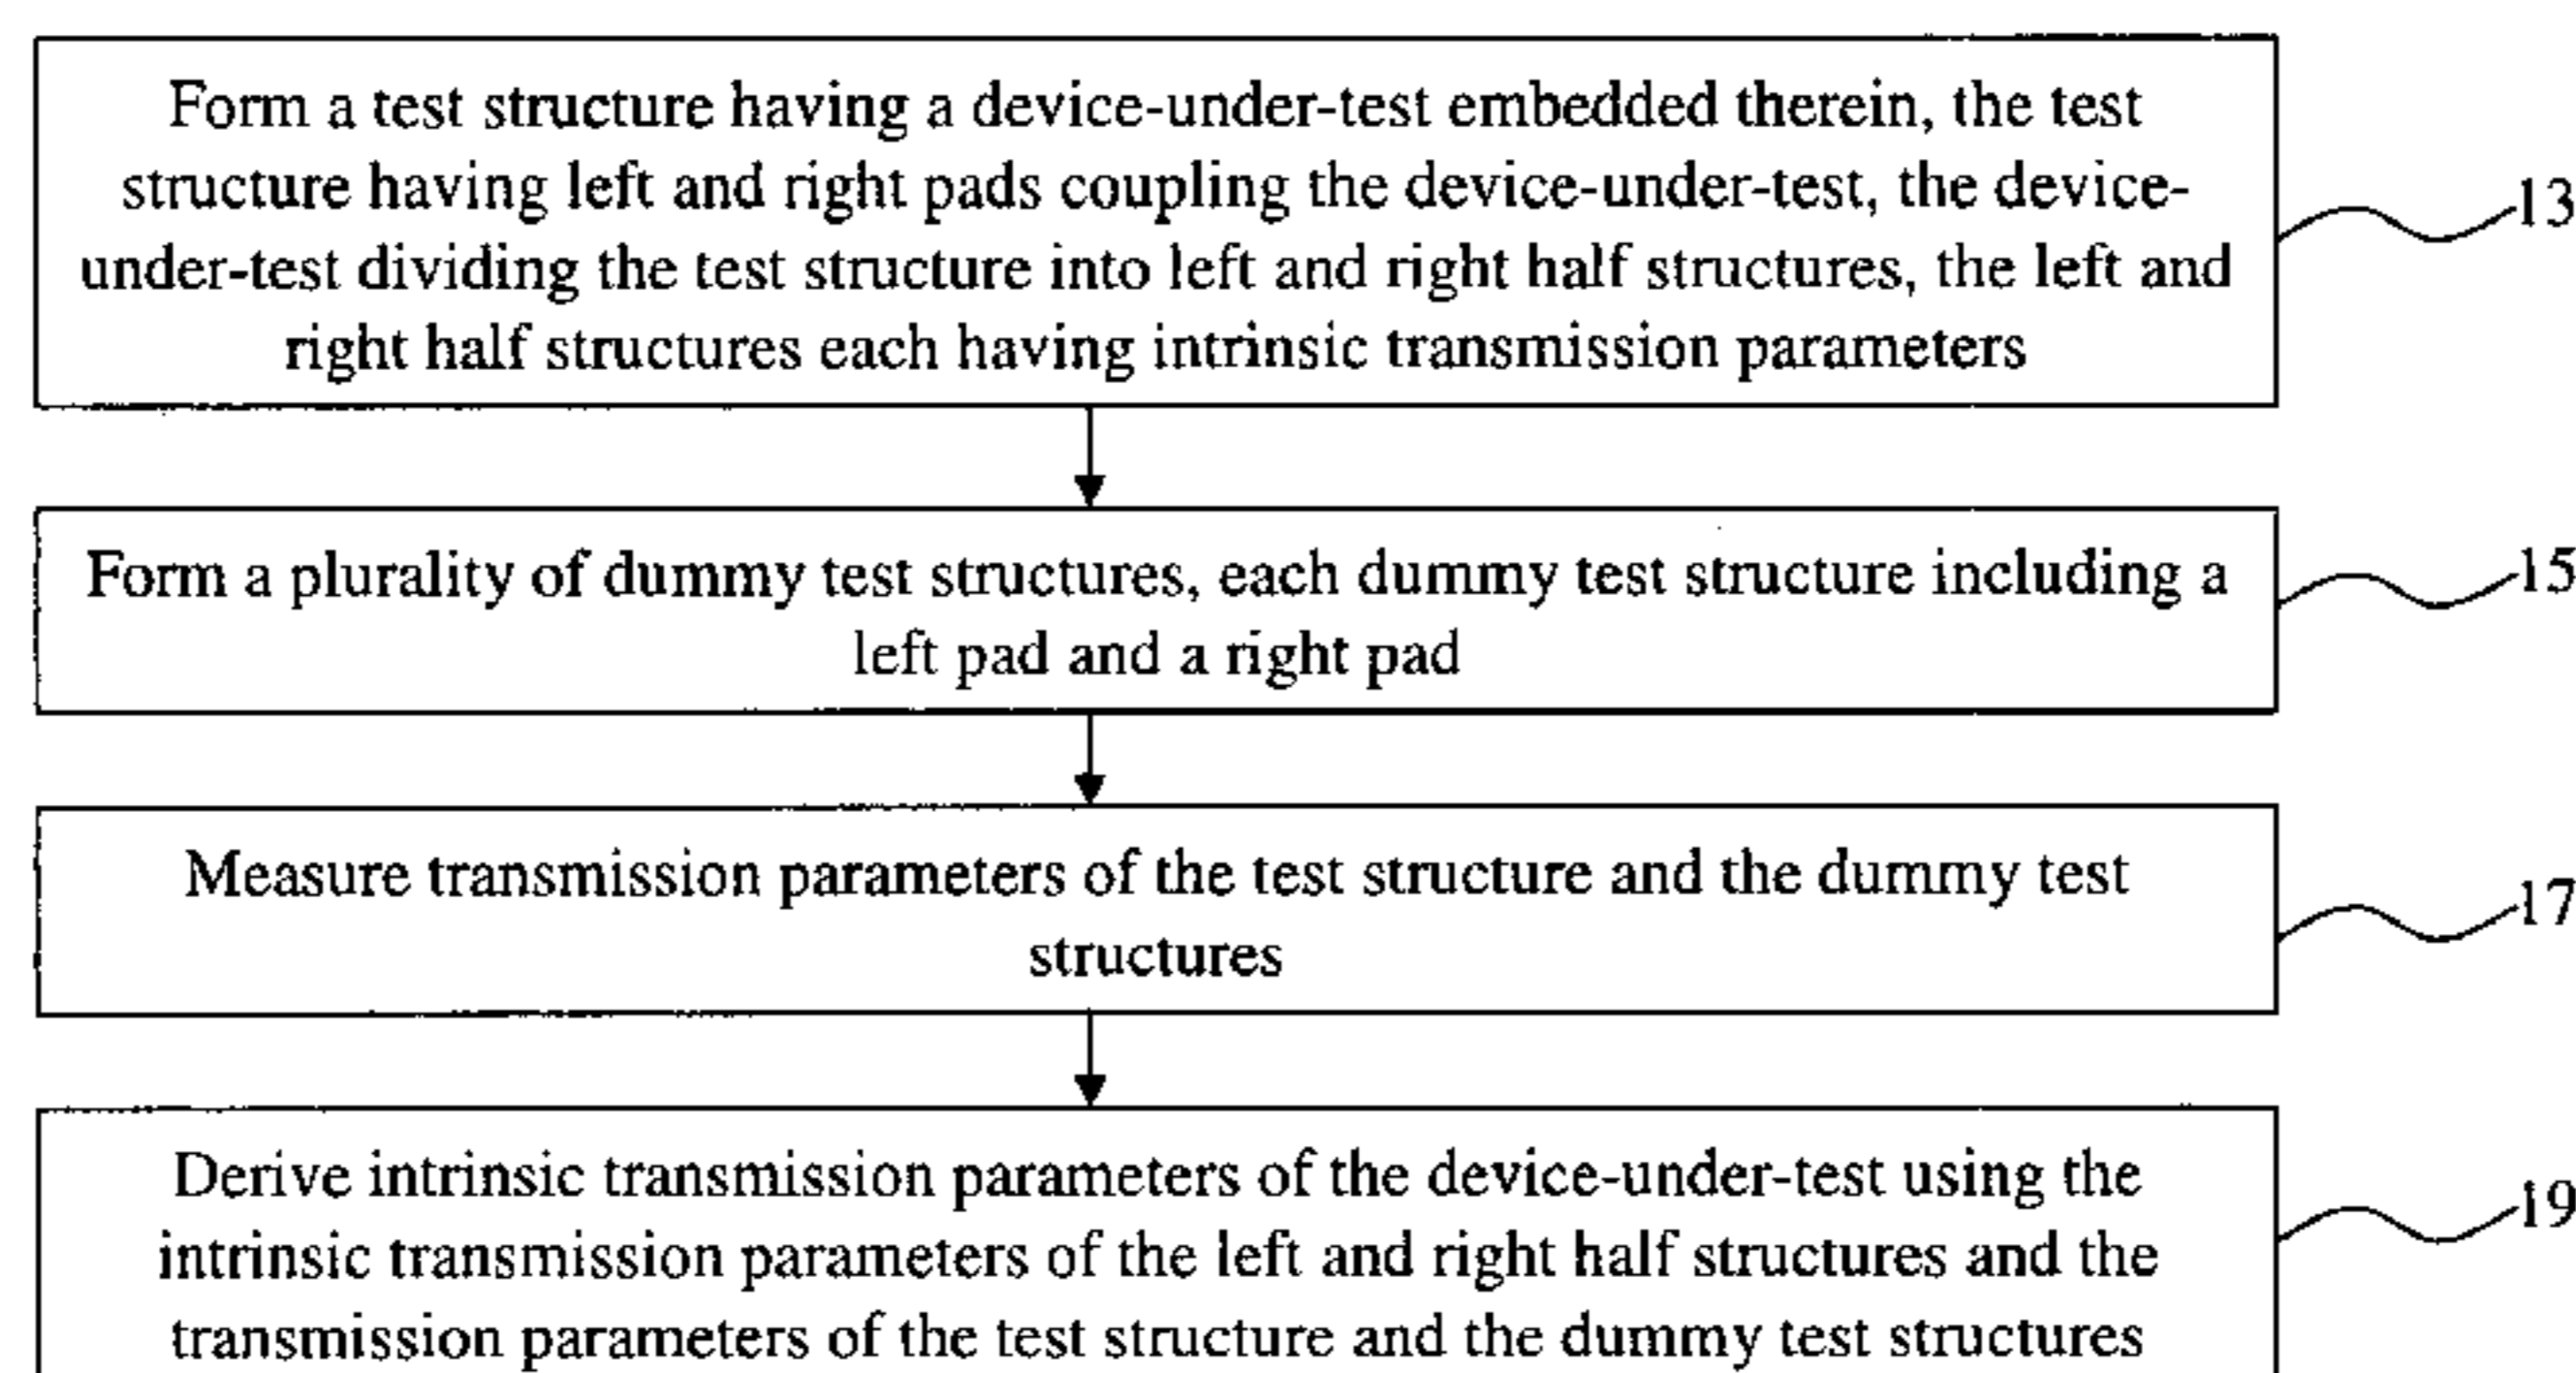 Form a test structure having a device-under-test embedded therein, the test
structure having left and right pads coupling the device-under-test, the device-
under-test dividing the test structure into left and right half structures, the left and
right half structures each having intrinsic transmission parameters
13
Form a plurality of dummy test structures, each dummy test structure including a
left pad and a right pad
15
Measure transmission parameters of the test structure and the dummy test
structures
17
Derive intrinsic transmission parameters of the device-under-test using the
intrinsic transmission parameters of the left and right half structures and the
transmission parameters of the test structure and the dummy test structures
19